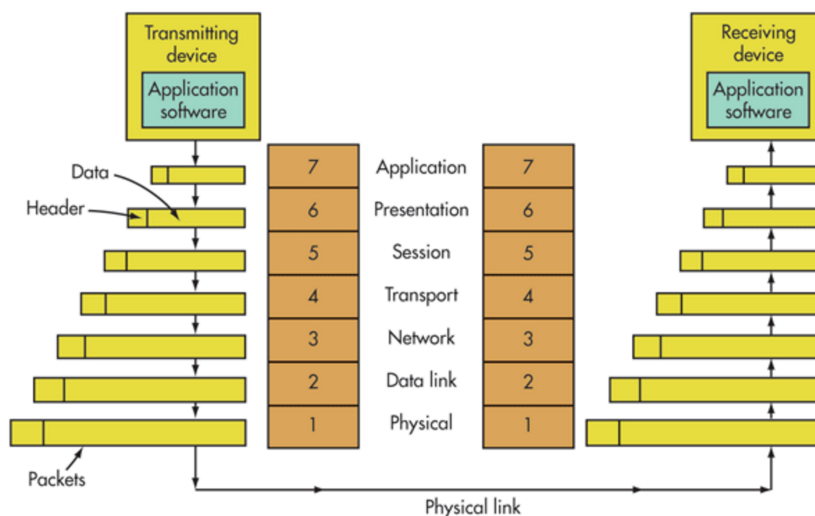 Transmitting
device
Application
software
Receiving
device
Application
software
Data
Header
7 Application 7
6 Presentation 6
5 Session 5
4 Transport 4
3 Network 3
2 Data link 2
1 Physical 1
Packets
Physical link